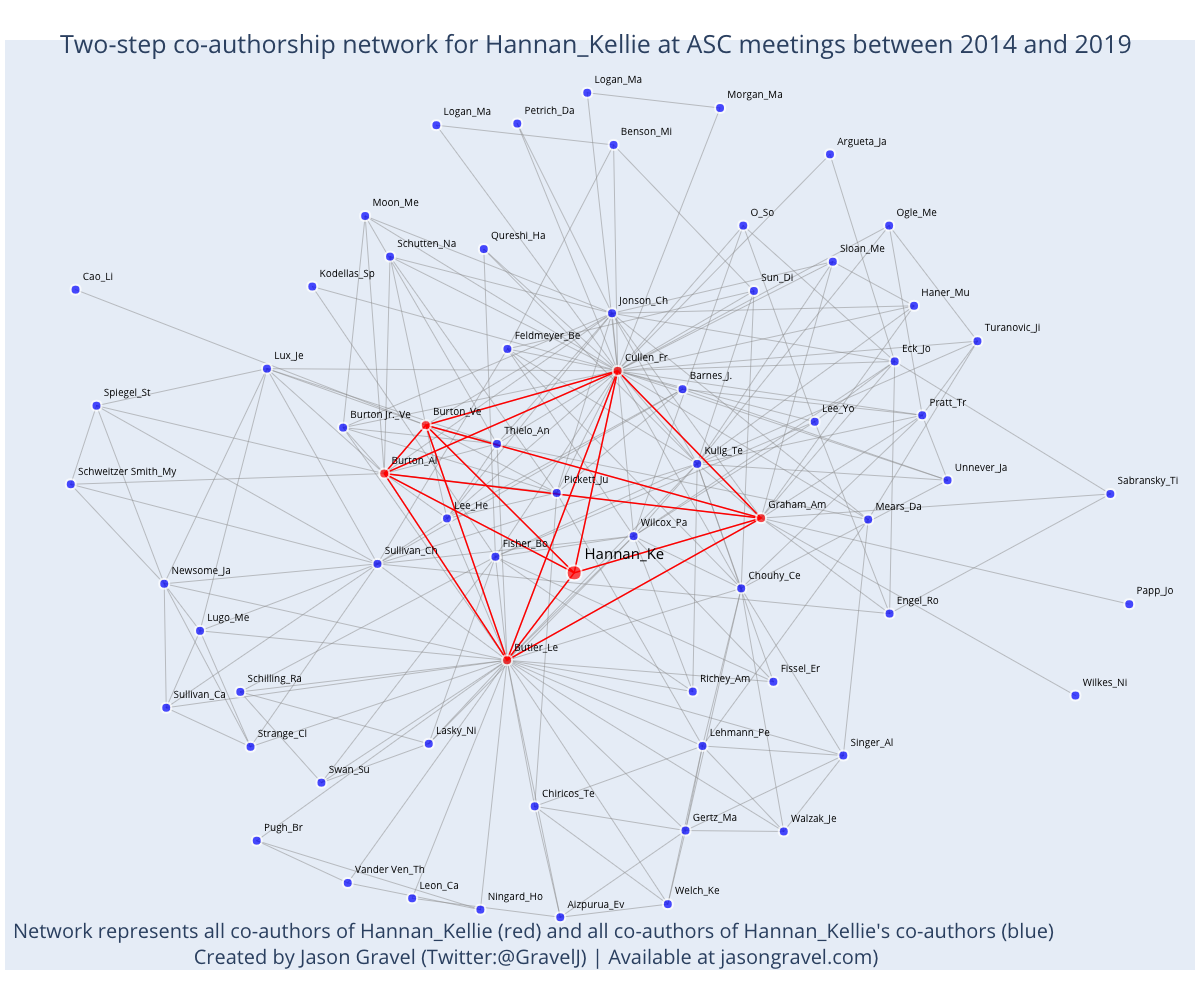 Two-step co-authorship network for Hannan_Kellie at ASC meetings between 2014 and 2019
Logan_Ma
Morgan_Ma
Logan_Ma
Petrich_Da
Benson_Mi
Argueta_Ja
Moon_Me
O_So
Ogle_Me
Qureshi_Ha
Schutten_Na
Sloan_Me
Cao_Li
Kodellas_Sp
Sun_Di
Haner_Mu
Jonson_Ch
Turanovic_Ji
Feldmeyer_Be
Eck_Jo
Lux_Je
Cullen_Fr
Barnes_J.
Spiegel_St
Pratt_Tr
Burton Jr._Ve
Burton_Ve
Lee_Yo
Thielo_An
Kulig_Te
Burton_Al
Unnever_Ja
Schweitzer Smith_My
Pickett_Ju
Sabransky_Ti
Lee_He
Graham_Am
Mears_Da
Wilcox_Pa
Sullivan_Ch
Fisher_Bo
Hannan_Ke
Newsome_Ja
Chouhy_Ce
Papp_Jo
Engel_Ro
Lugo_Me
Butler_Le
Fissel_Er
Schilling_Ra
Richey_Am
Wilkes_Ni
Sullivan_Ca
Strange_Cl
Lasky_Ni
Lehmann_Pe
Singer_Al
Swan_Su
Chiricos_Te
Gertz_Ma
Walzak_Je
Pugh_Br
Vander Ven_Th
Leon_Ca
Ningard_Ho
Aizpurua_Ev
Welch_Ke
Network represents all co-authors of Hannan_Kellie (red) and all co-authors of Hannan_Kellie's co-authors (blue)
Created by Jason Gravel (Twitter:@GravelJ) | Available at jasongravel.com)